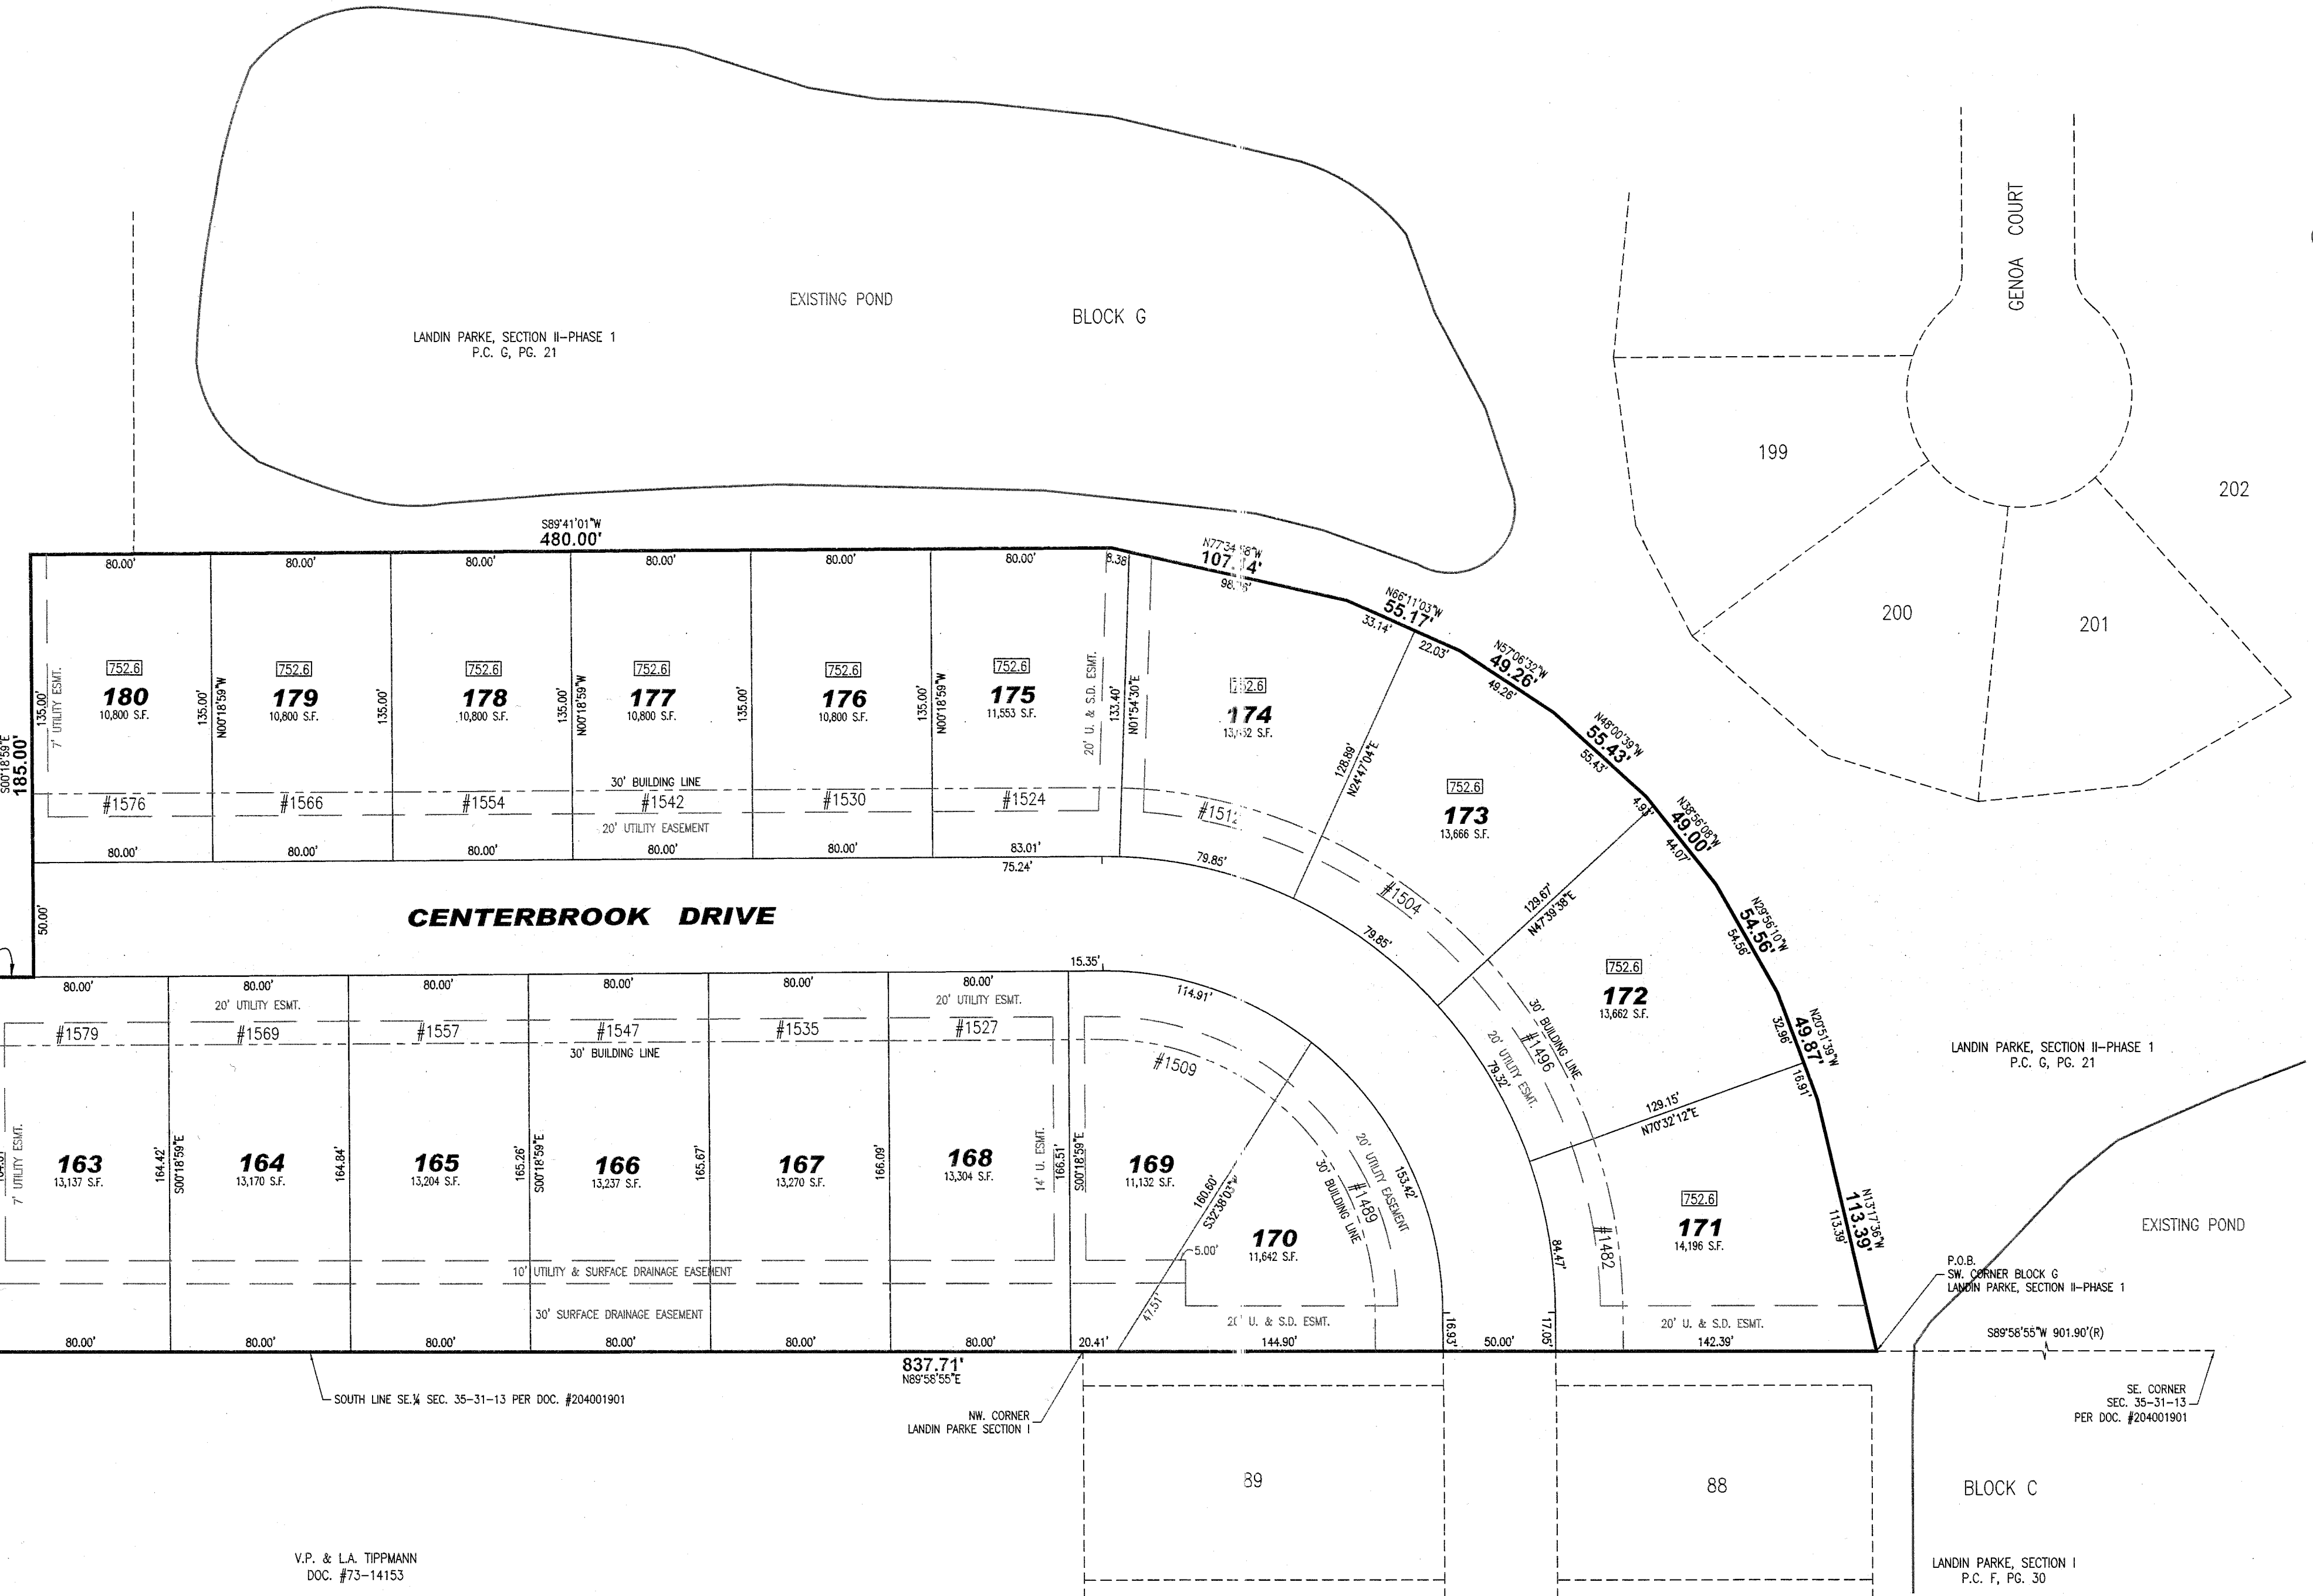 GENOA COURT
EXISTING POND
BLOCK G
LANDIN PARKE, SECTION II-PHASE 1
P.C. G, PG. 21
199
202
200
201
S89°41'01"W
480.00'
80.00'
80.00'
80.00'
80.00'
80.00'
80.00'
8.38
N77°34'58"W
N66°11'03"W
55.17'
33.14'
22.03'
N57°06'32"W
49.26'
49.26'
N48°00'39"W
55.43'
55.43'
N38°56'08"W
49.00'
4.93'
44.07'
N29°56'10"W
54.56'
54.56'
N20°51'39"W
49.87'
32.96'
16.91'
N13°17'36"W
113.39'
113.39'
S00°18'59"E
185.00'
135.00'
7' UTILITY ESMT.
752.6
180
10,800 S.F.
135.00'
N00°18'59"W
752.6
179
10,800 S.F.
135.00'
752.6
178
10,800 S.F.
135.00'
N00°18'59"W
752.6
177
10,800 S.F.
135.00'
752.6
176
10,800 S.F.
135.00'
N00°18'59"W
752.6
175
11,553 S.F.
20' U. & S.D. ESMT.
133.40'
N01°54'30"E
174
128.89'
N24°47'04"E
752.6
173
13,666 S.F.
129.67'
N47°39'38"E
752.6
172
13,662 S.F.
129.15'
N70°32'12"E
752.6
171
14,196 S.F.
30' BUILDING LINE
#1576
#1566
#1554
#1542
#1530
#1524
#1512
#1504
#1496
#1482
20' UTILITY EASEMENT
80.00'
80.00'
80.00'
80.00'
80.00'
83.01'
75.24'
79.85'
79.85'
79.32'
84.47'
17.05'
30' BUILDING LINE
20' UTILITY ESMT.
CENTERBROOK DRIVE
50.00'
80.00'
80.00'
80.00'
80.00'
80.00'
80.00'
15.35'
114.91'
20' UTILITY ESMT.
20' UTILITY ESMT.
#1579
#1569
#1557
#1547
#1535
#1527
#1509
#1489
30' BUILDING LINE
7' UTILITY ESMT.
163
13,137 S.F.
164.42'
S00°18'59"E
164
13,170 S.F.
164.84'
165
13,204 S.F.
165.26'
S00°18'59"E
166
13,237 S.F.
165.67'
167
13,270 S.F.
166.09'
168
13,304 S.F.
14' U. ESMT.
166.51'
S00°18'59"E
169
11,132 S.F.
160.60'
S32°38'03"W
5.00'
47.51'
170
11,642 S.F.
30' BUILDING LINE
20' UTILITY EASEMENT
153.42'
16.93'
10' UTILITY & SURFACE DRAINAGE EASEMENT
30' SURFACE DRAINAGE EASEMENT
20' U. & S.D. ESMT.
20' U. & S.D. ESMT.
80.00'
80.00'
80.00'
80.00'
80.00'
80.00'
20.41'
144.90'
50.00'
142.39'
837.71'
N89°58'55"E
LANDIN PARKE, SECTION II-PHASE 1
P.C. G, PG. 21
EXISTING POND
P.O.B.
SW. CORNER BLOCK G
LANDIN PARKE, SECTION II-PHASE 1
S89°58'55"W 901.90'(R)
SE. CORNER
SEC. 35-31-13
PER DOC. #204001901
SOUTH LINE SE.¼ SEC. 35-31-13 PER DOC. #204001901
NW. CORNER
LANDIN PARKE SECTION I
89
88
BLOCK C
V.P. & L.A. TIPPMANN
DOC. #73-14153
LANDIN PARKE, SECTION I
P.C. F, PG. 30